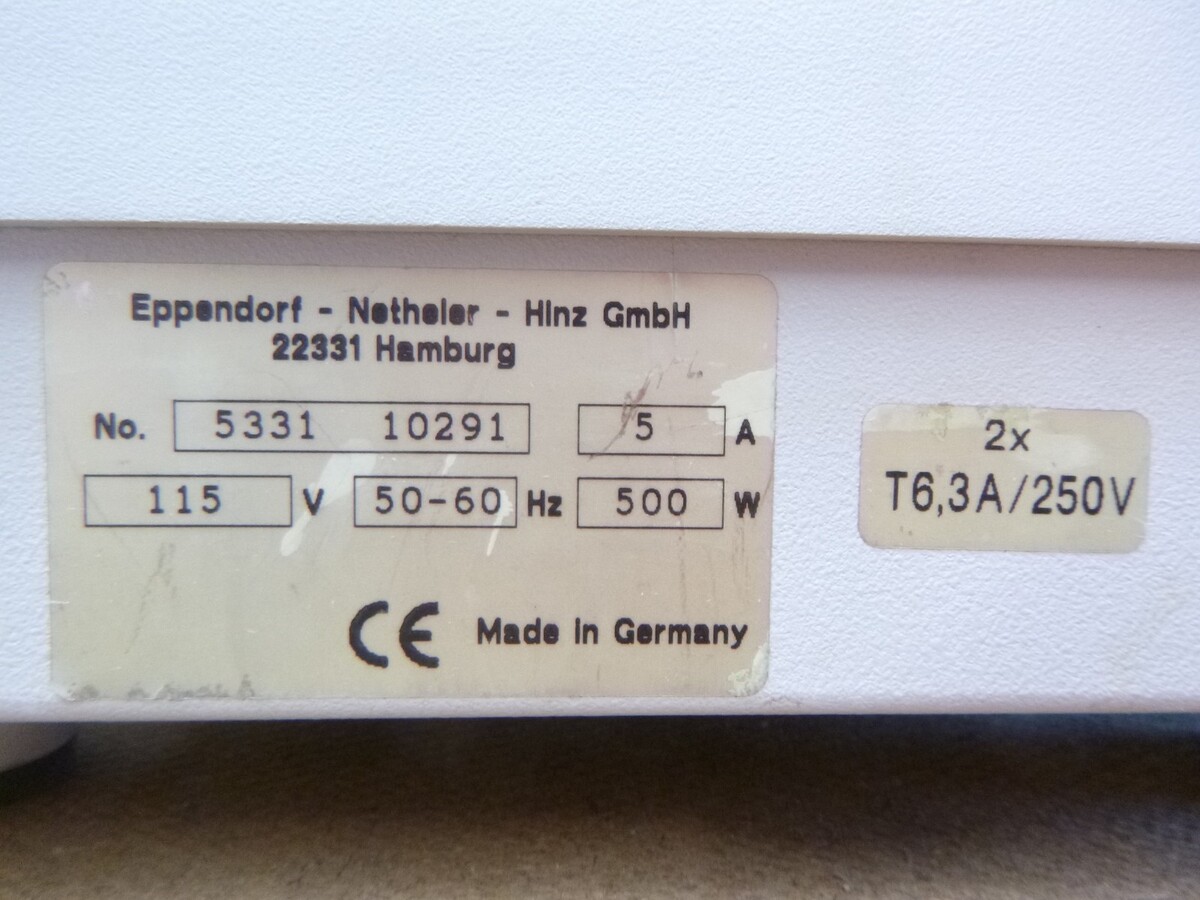 Eppendorf - Netheler - Hinz GmbH
22331 Hamburg
No. 5331 10291 5 A
115 V 50-60 Hz 500 W
CE Made in Germany
2x
T6,3A/250V